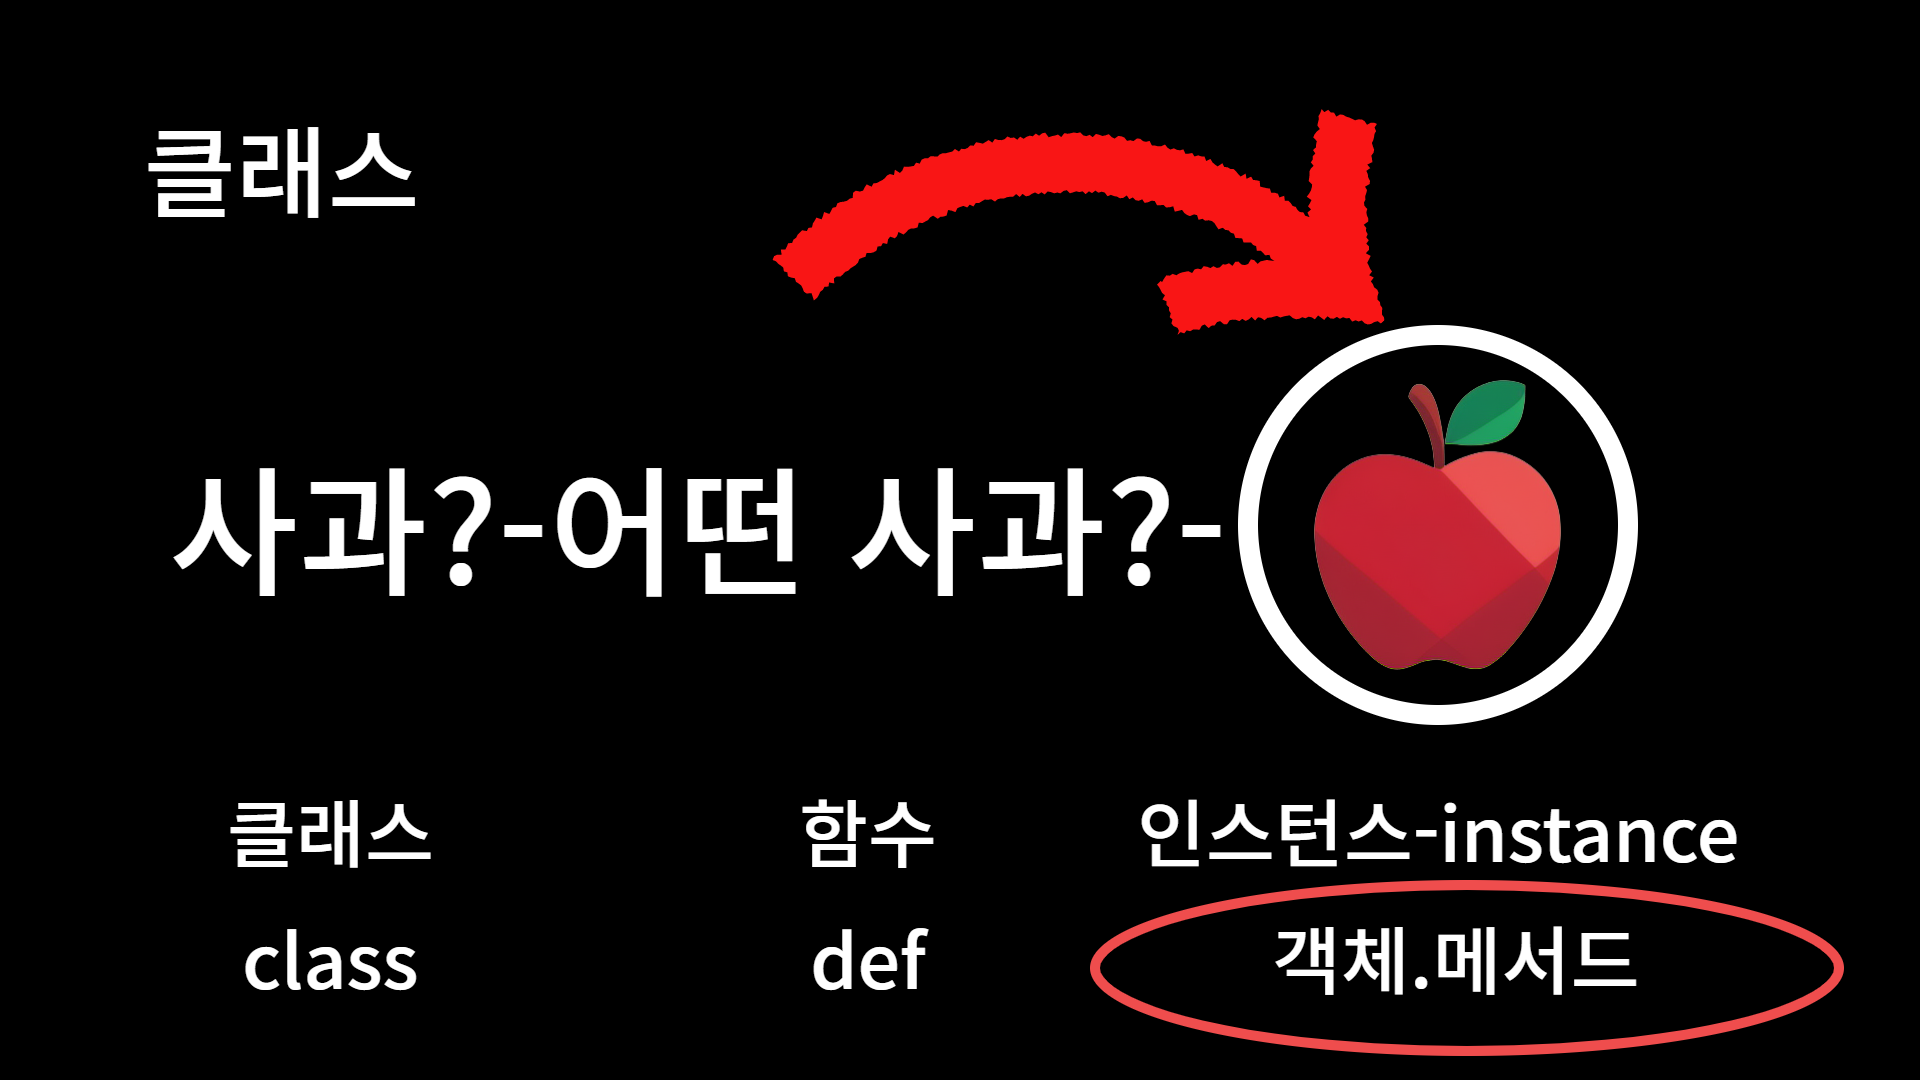 클래스
사과?-어떤 사과?-
클래스 함수 인스턴스-instance
class def 객체.메서드